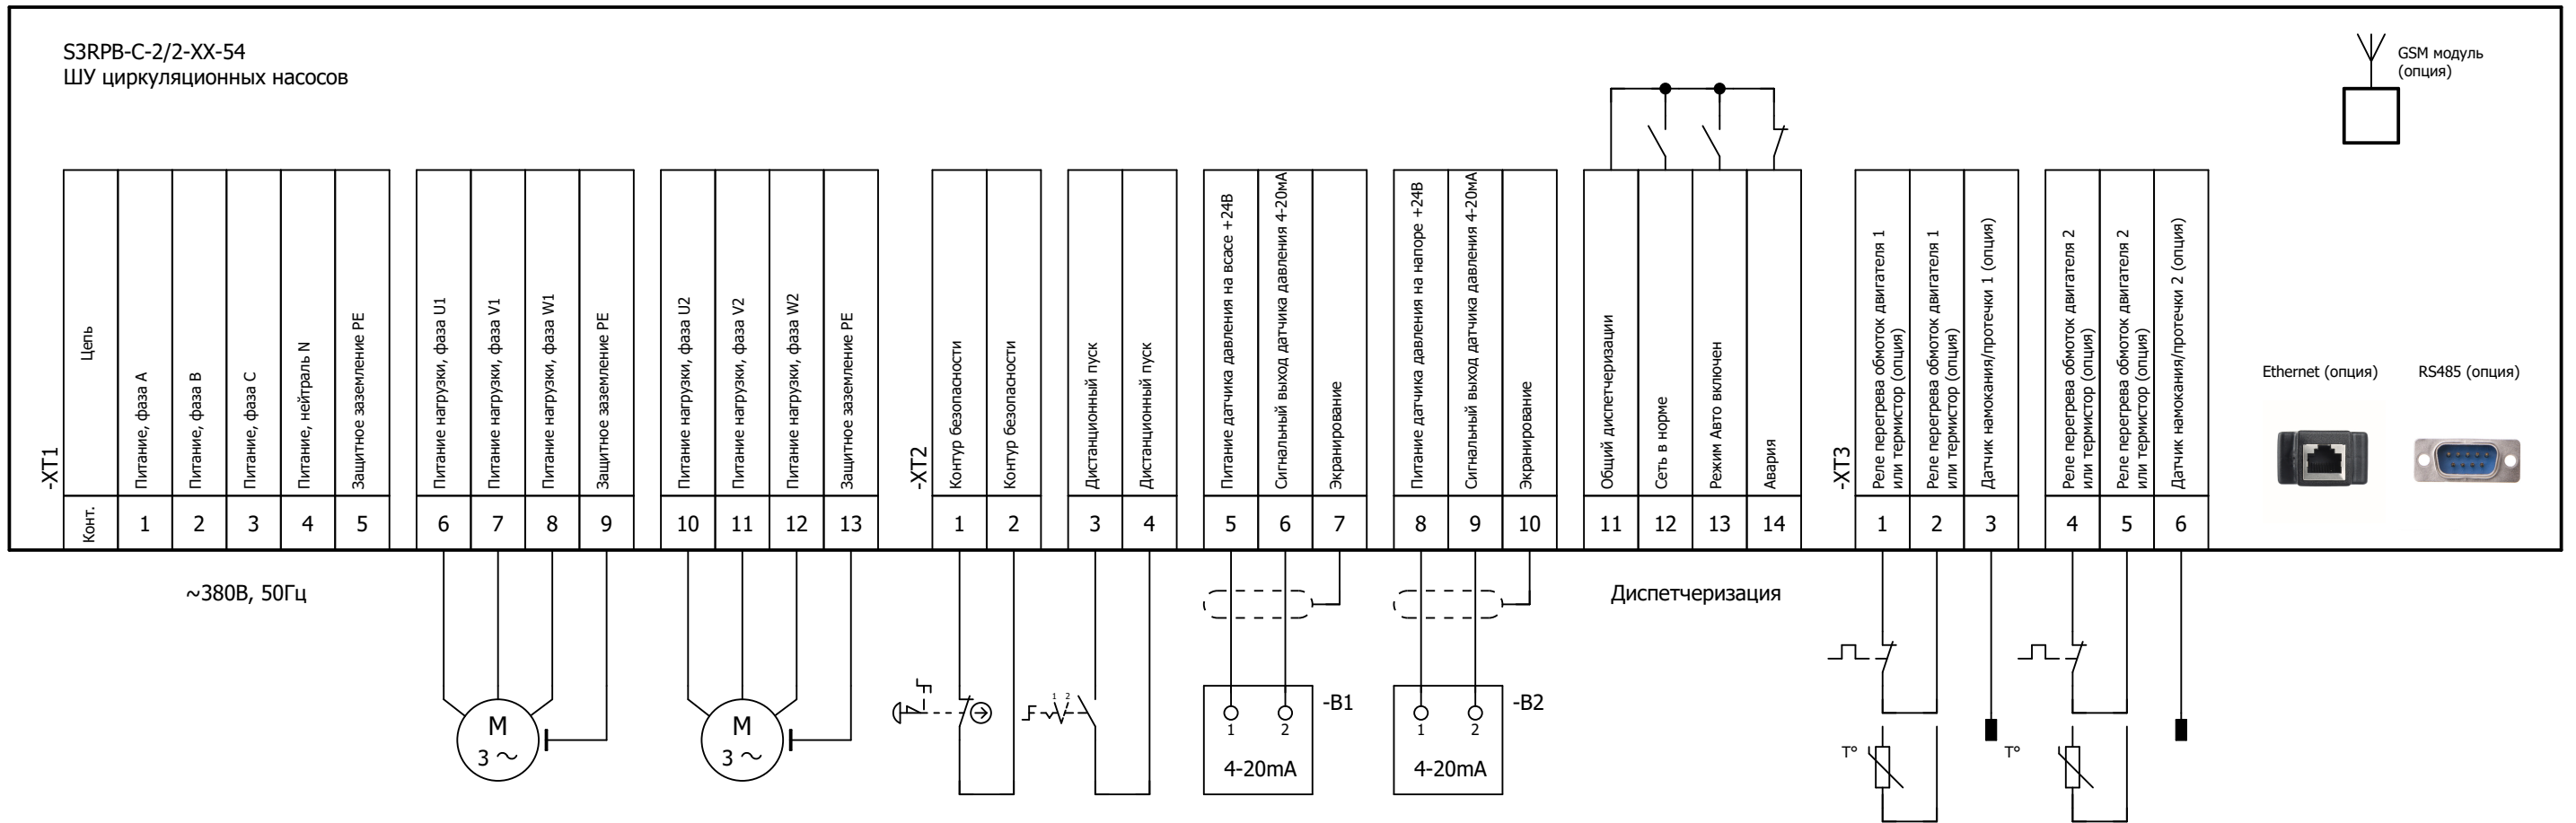 S3RPB-C-2/2-XX-54
ШУ циркуляционных насосов
GSM модуль
(опция)
-XT1
Цепь
Питание, фаза A
Питание, фаза B
Питание, фаза C
Питание, нейтраль N
Защитное заземление PE
Питание нагрузки, фаза U1
Питание нагрузки, фаза V1
Питание нагрузки, фаза W1
Защитное заземление PE
Питание нагрузки, фаза U2
Питание нагрузки, фаза V2
Питание нагрузки, фаза W2
Защитное заземление PE
-XT2
Контур безопасности
Контур безопасности
Дистанционный пуск
Дистанционный пуск
Питание датчика давления на всасе +24В
Сигнальный выход датчика давления 4-20мА
Экранирование
Питание датчика давления на напоре +24В
Сигнальный выход датчика давления 4-20мА
Экранирование
Общий диспетчеризации
Сеть в норме
Режим Авто включен
Авария
-XT3
Реле перегрева обмоток двигателя 1
или термистор (опция)
Реле перегрева обмоток двигателя 1
или термистор (опция)
Датчик намокания/протечки 1 (опция)
Реле перегрева обмоток двигателя 2
или термистор (опция)
Реле перегрева обмоток двигателя 2
или термистор (опция)
Датчик намокания/протечки 2 (опция)
Ethernet (опция)
RS485 (опция)
Конт.
1
2
3
4
5
6
7
8
9
10
11
12
13
1
2
3
4
5
6
7
8
9
10
11
12
13
14
1
2
3
4
5
6
~380В, 50Гц
Диспетчеризация
M
3 ~
M
3 ~
1 2
-B1
1 2
4-20mA
-B2
1 2
4-20mA
T°
T°